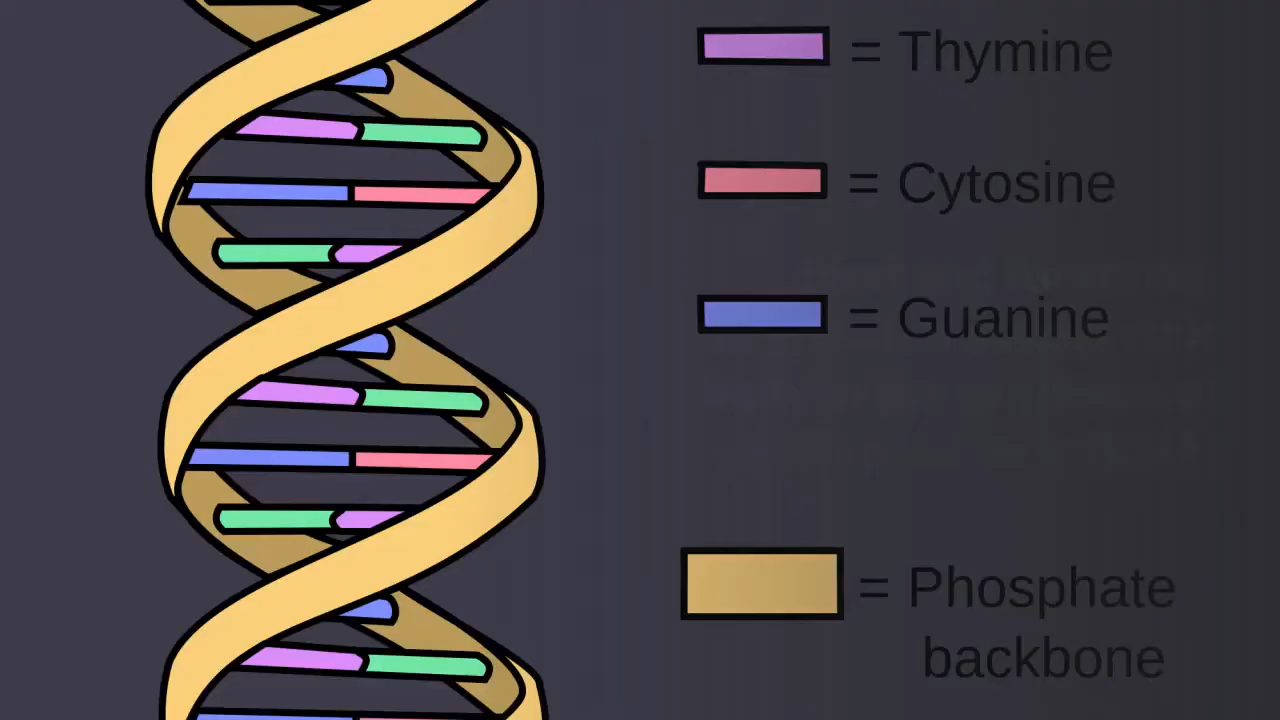 = Thymine
= Cytosine
= Guanine
= Phosphate
backbone